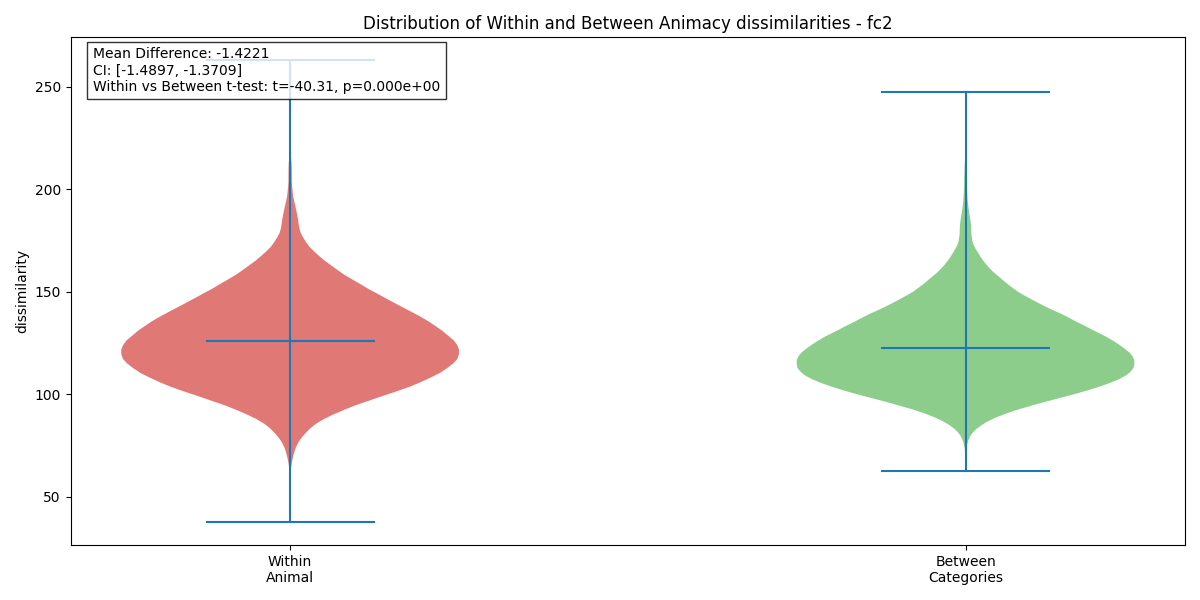 Distribution of Within and Between Animacy dissimilarities - fc2
Mean Difference: -1.4221
CI: [-1.4897, -1.3709]
Within vs Between t-test: t=-40.31, p=0.000e+00
250
200
150
100
50
dissimilarity
Within
Animal
Between
Categories